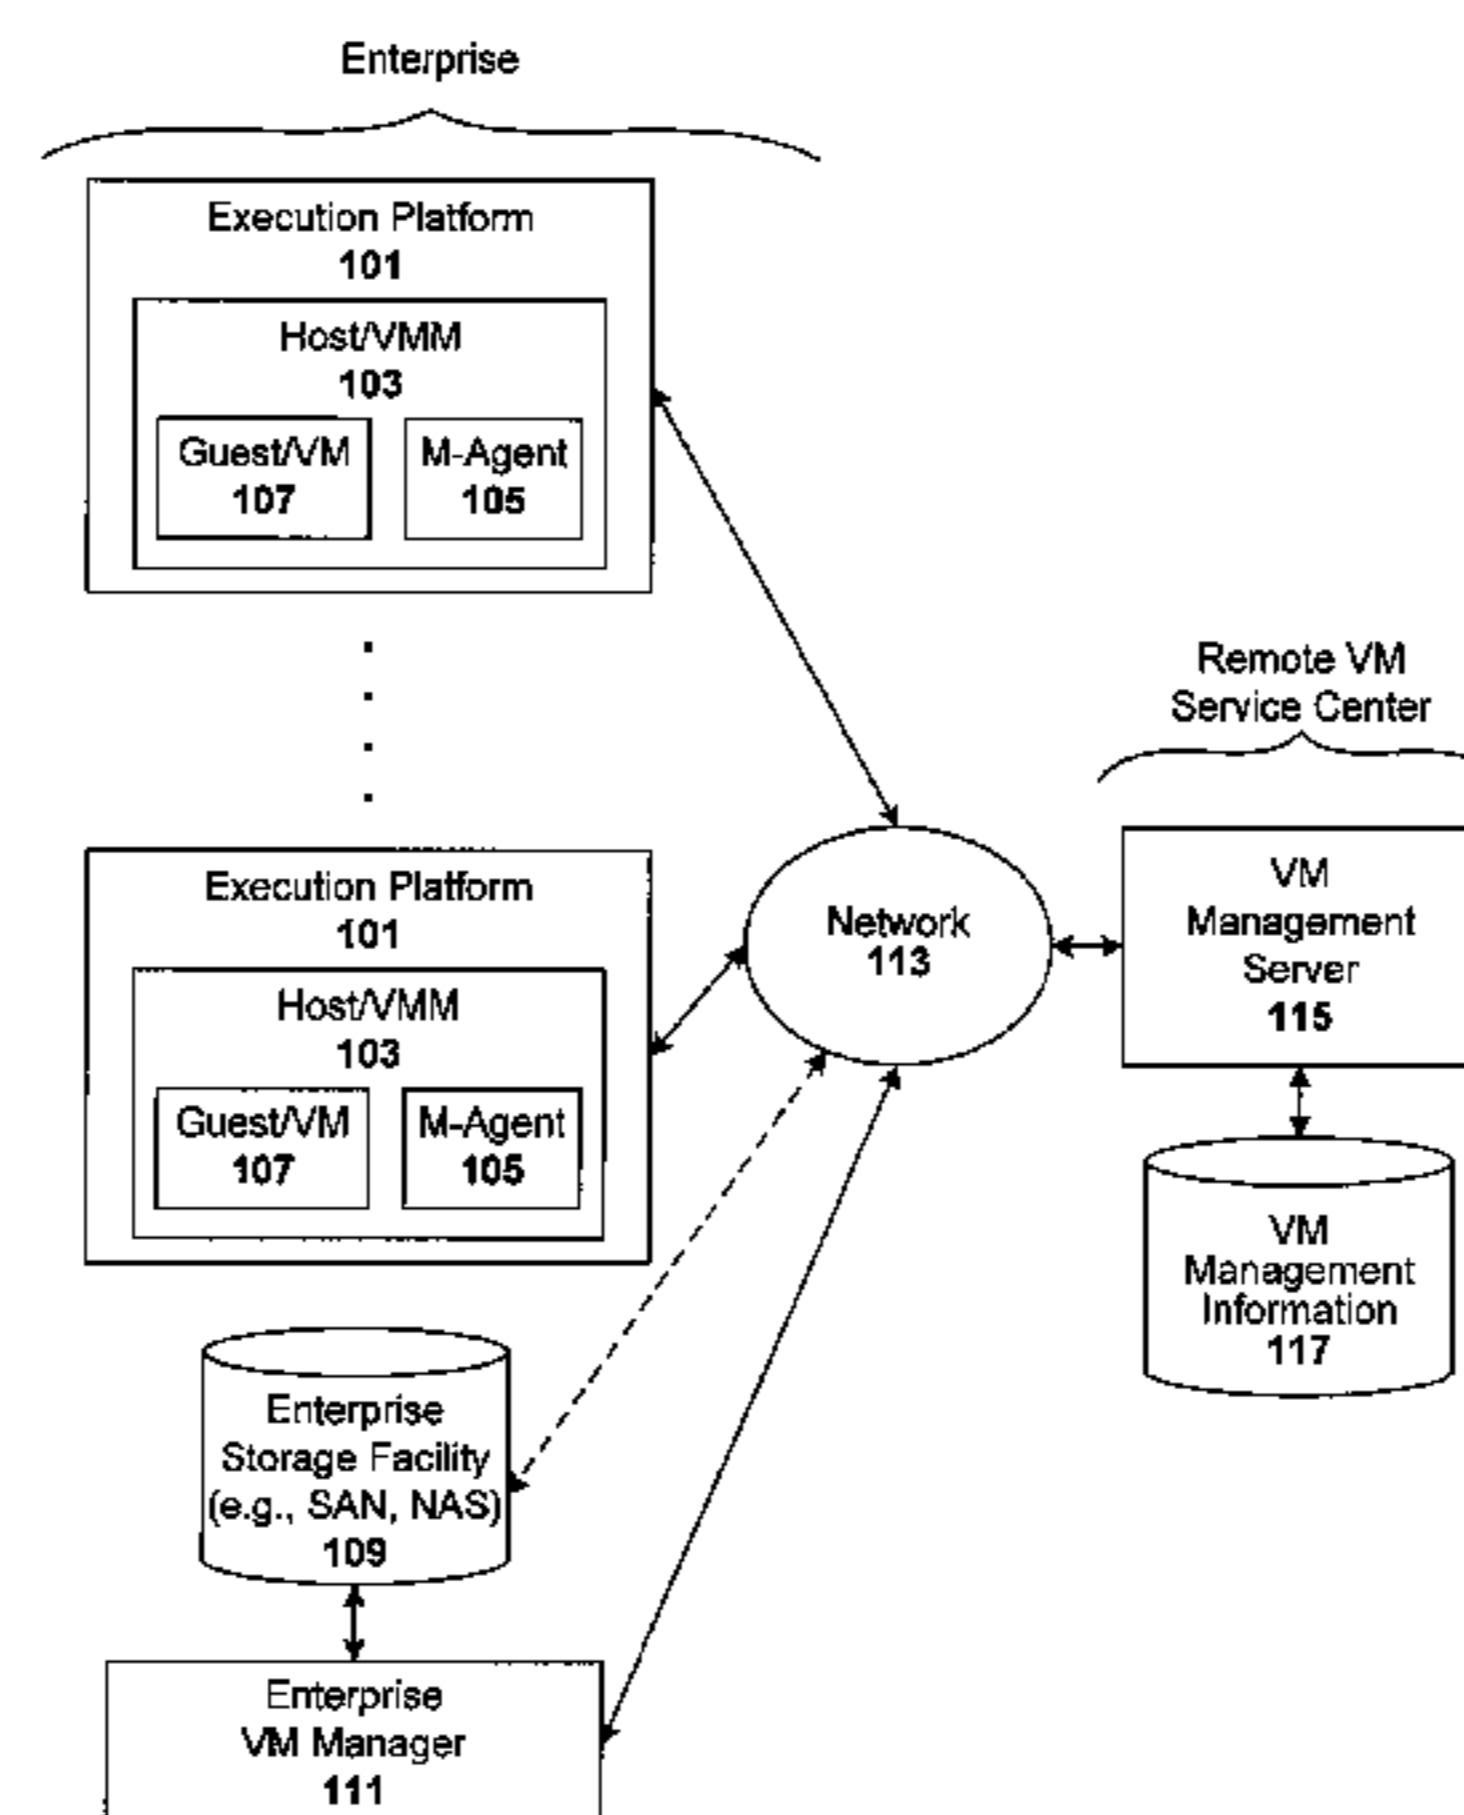 Enterprise
Execution Platform
101
Host/VMM
103
Guest/VM
107
M-Agent
105
Execution Platform
101
Host/VMM
103
Guest/VM
107
M-Agent
105
Enterprise
Storage Facility
(e.g., SAN, NAS)
109
Enterprise
VM Manager
111
Network
113
Remote VM
Service Center
VM
Management
Server
115
VM
Management
Information
117